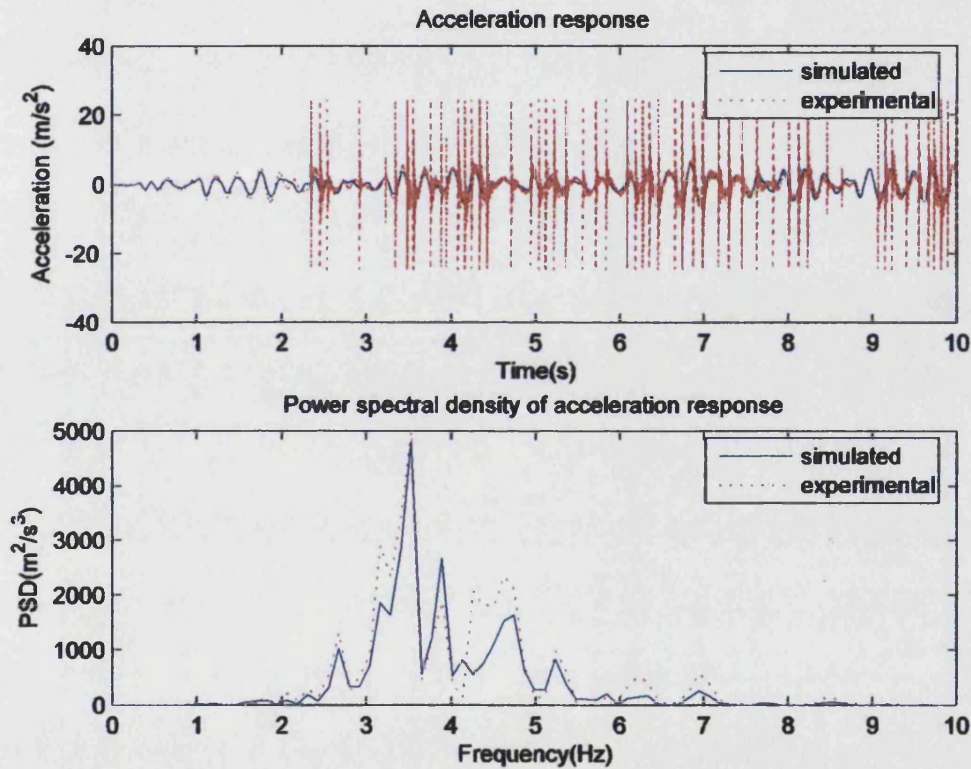 Acceleration response
40
20
0
-20
-40
Acceleration (m/s²)
simulated
experimental
0 1 2 3 4 5 6 7 8 9 10
Time(s)
Power spectral density of acceleration response
5000
4000
3000
2000
1000
0
PSD(m²/s³)
simulated
experimental
0 1 2 3 4 5 6 7 8 9 10
Frequency(Hz)